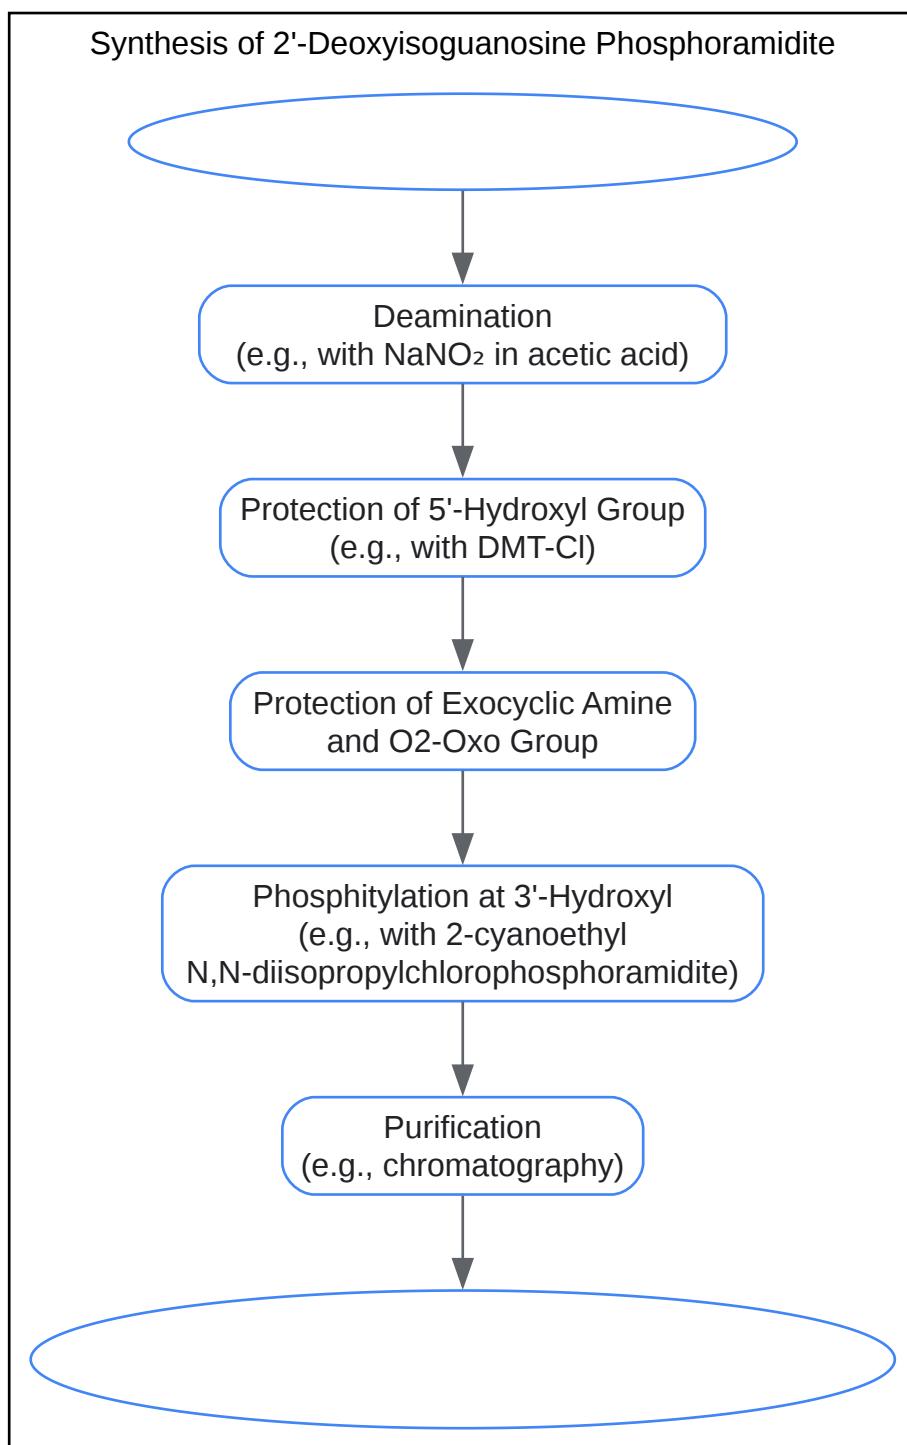 Synthesis of 2'-Deoxyisoguanosine Phosphoramidite
Deamination
(e.g., with NaNO₂ in acetic acid)
Protection of 5'-Hydroxyl Group
(e.g., with DMT-Cl)
Protection of Exocyclic Amine
and O2-Oxo Group
Phosphitylation at 3'-Hydroxyl
(e.g., with 2-cyanoethyl
N,N-diisopropylchlorophosphoramidite)
Purification
(e.g., chromatography)